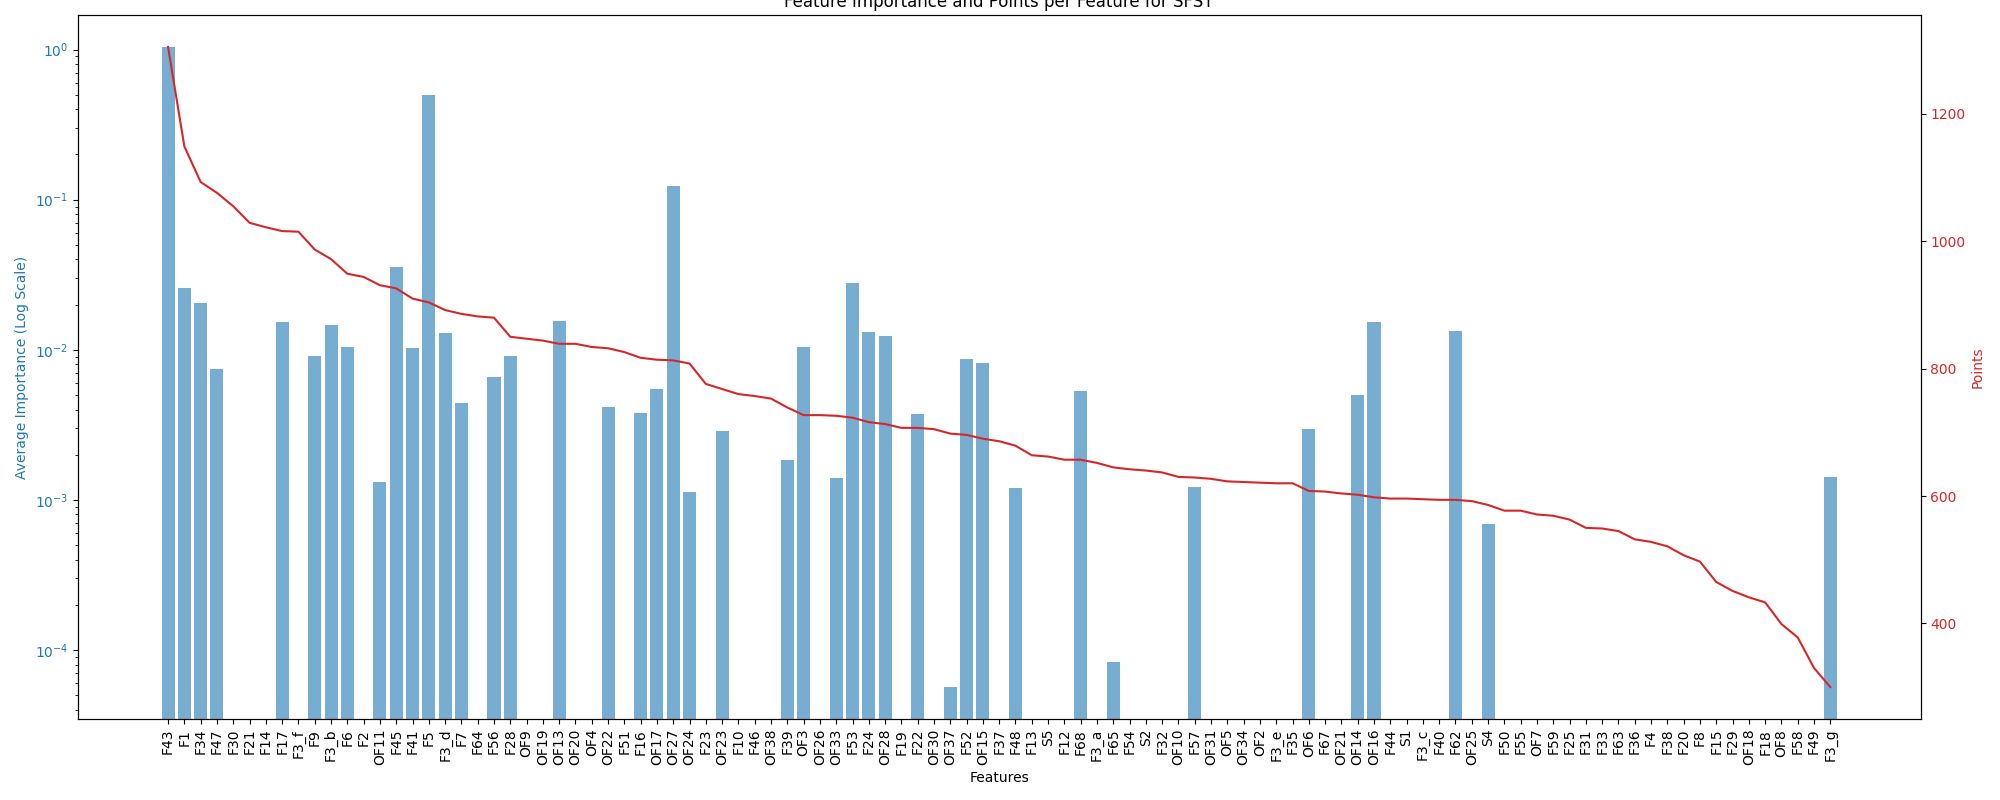 Feature Importance and Points per Feature for SFS1
10⁰
10⁻¹
10⁻²
10⁻³
10⁻⁴
Average Importance (Log Scale)
1200
1000
800
600
400
Points
F43 F1 F34 F47 F30 F21 F14 F17 F3_f F9 F3_b F6 F2 OF11 F45 F41 F5 F3_d F7 F64 F56 F28 OF9 OF19 OF13 OF20 OF4 OF22 F51 F16 OF17 OF27 OF24 F23 OF23 F10 F46 OF38 F39 OF3 OF26 OF33 F53 F24 OF28 F19 F22 OF30 OF37 F52 OF15 F37 F48 F13 S5 F12 F68 F3_a F65 F54 S2 F32 OF10 F57 OF31 OF5 OF34 OF2 F3_e F35 OF6 F67 OF21 OF14 OF16 F44 S1 F3_c F40 F62 OF25 S4 F50 F55 OF7 F59 F25 F31 F33 F63 F36 F4 F38 F20 F8 F15 F29 OF18 F18 OF8 F58 F49 F3_g
Features